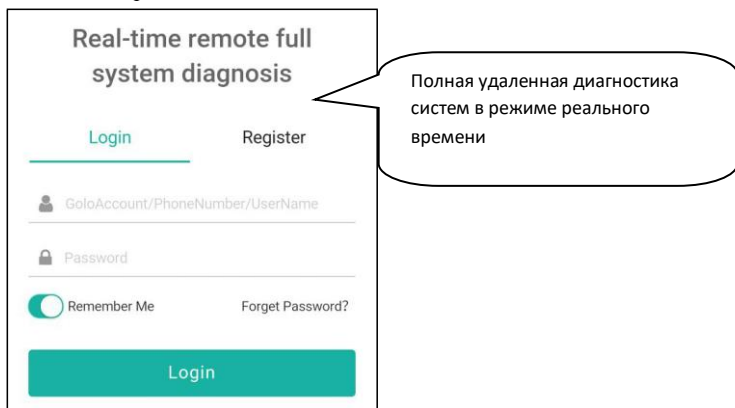 Real-time remote full
system diagnosis
Полная удаленная диагностика
систем в режиме реального
времени
Login Register
GoloAccount/PhoneNumber/UserName
Password
Remember Me Forget Password?
Login